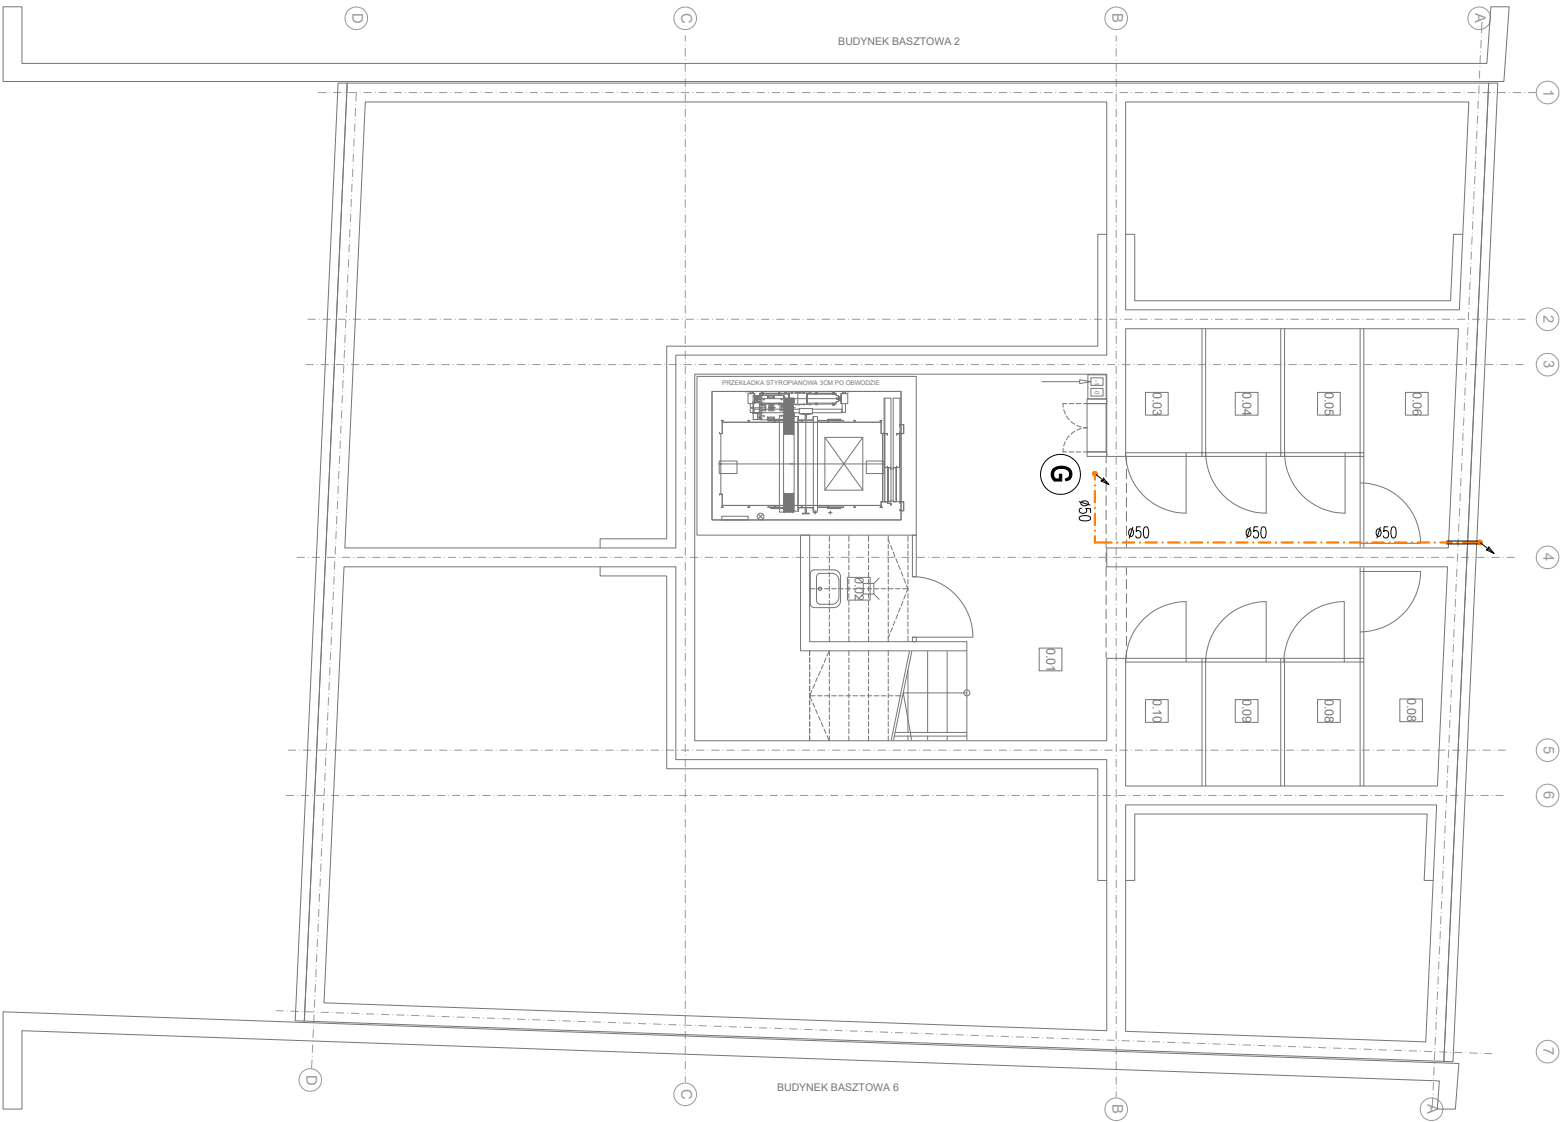 D
C
B
A
BUDYNEK BASZTOWA 2
1
2
3
PRZEKŁADKA STYROPIANOWA 3CM PO OBWODZIE
0.03
0.04
0.05
0.06
G
ø50
ø50
ø50
ø50
4
0.02
0.01
0.10
0.09
0.08
0.08
5
6
7
BUDYNEK BASZTOWA 6
D
C
B
A